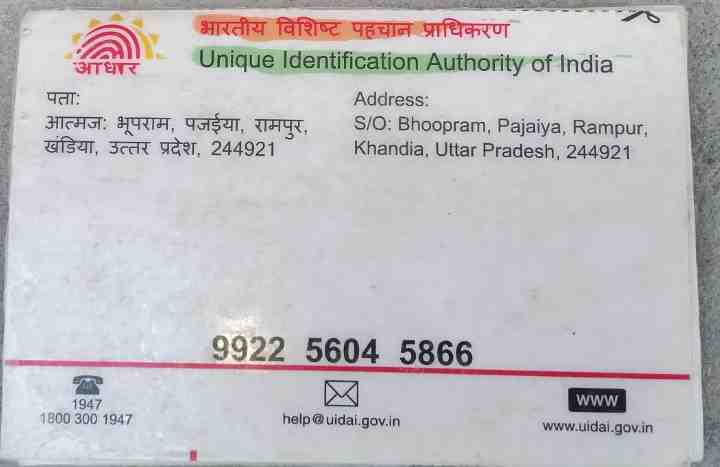 भारतीय विशिष्ट पहचान प्राधिकरण
Unique Identification Authority of India
आधार
पता:
आत्मज: भूपराम, पजईया, रामपुर,
खंडिया, उत्तर प्रदेश, 244921
Address:
S/O: Bhoopram, Pajaiya, Rampur,
Khandia, Uttar Pradesh, 244921
9922 5604 5866
1947
1800 300 1947
help@uidai.gov.in
www
www.uidai.gov.in